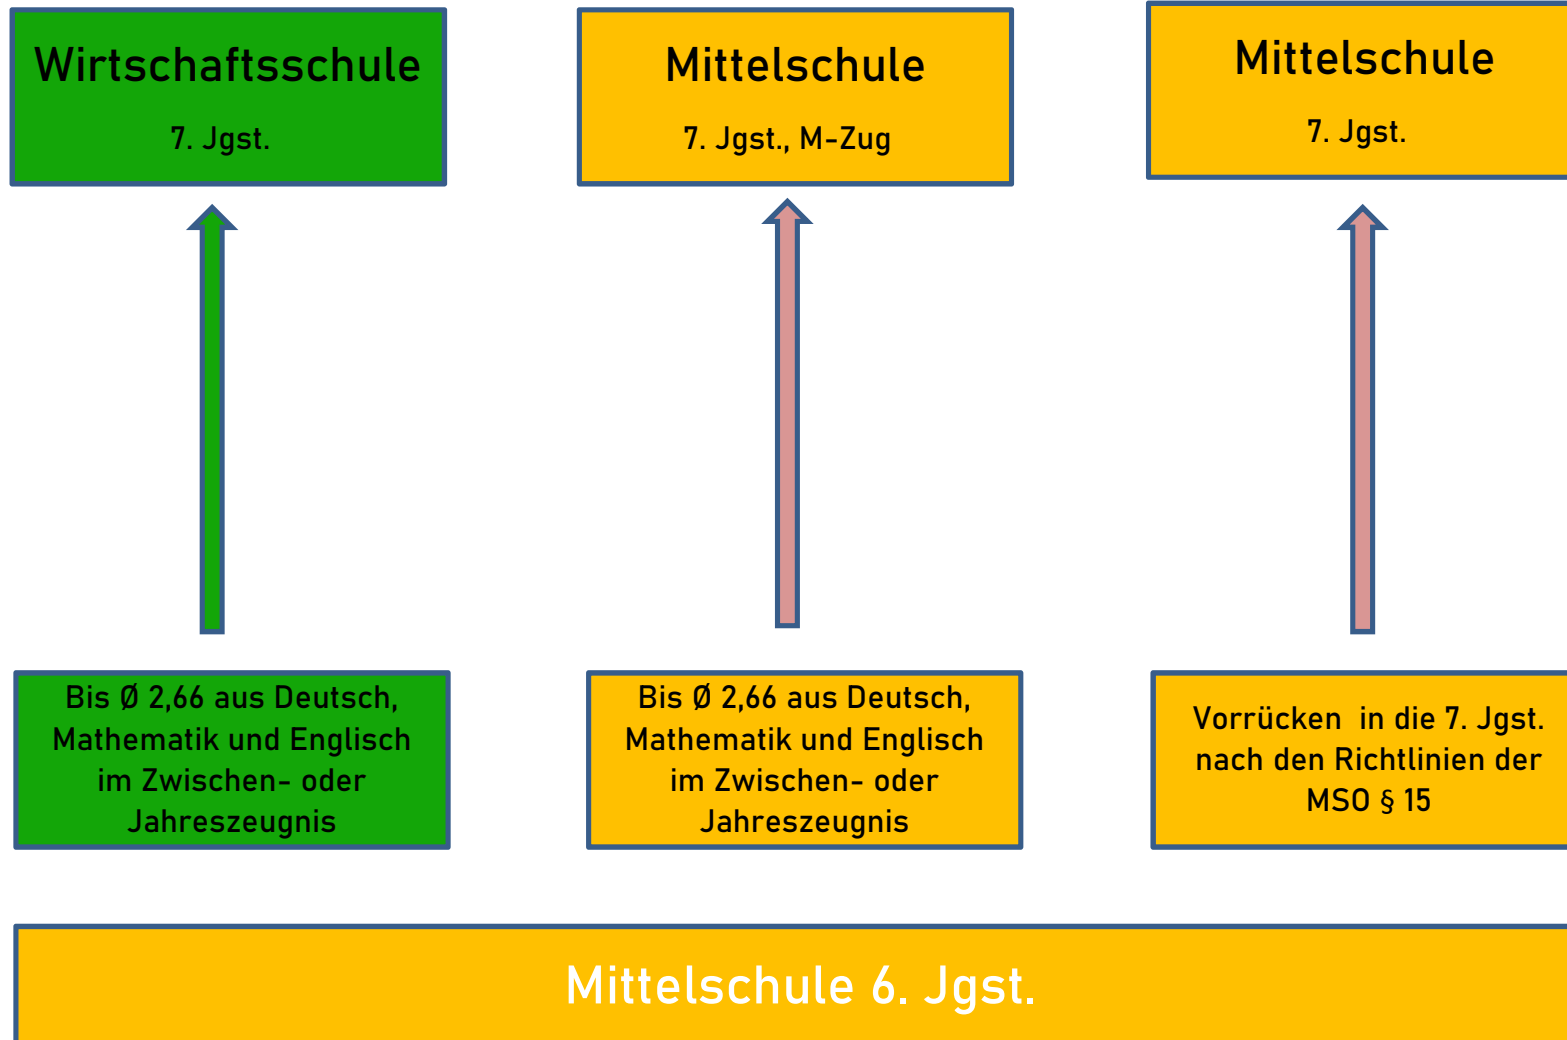 Wirtschaftsschule
7. Jgst.
Mittelschule
7. Jgst., M-Zug
Mittelschule
7. Jgst.
Bis Ø 2,66 aus Deutsch,
Mathematik und Englisch
im Zwischen- oder
Jahreszeugnis
Bis Ø 2,66 aus Deutsch,
Mathematik und Englisch
im Zwischen- oder
Jahreszeugnis
Vorrücken in die 7. Jgst.
nach den Richtlinien der
MSO § 15
Mittelschule 6. Jgst.